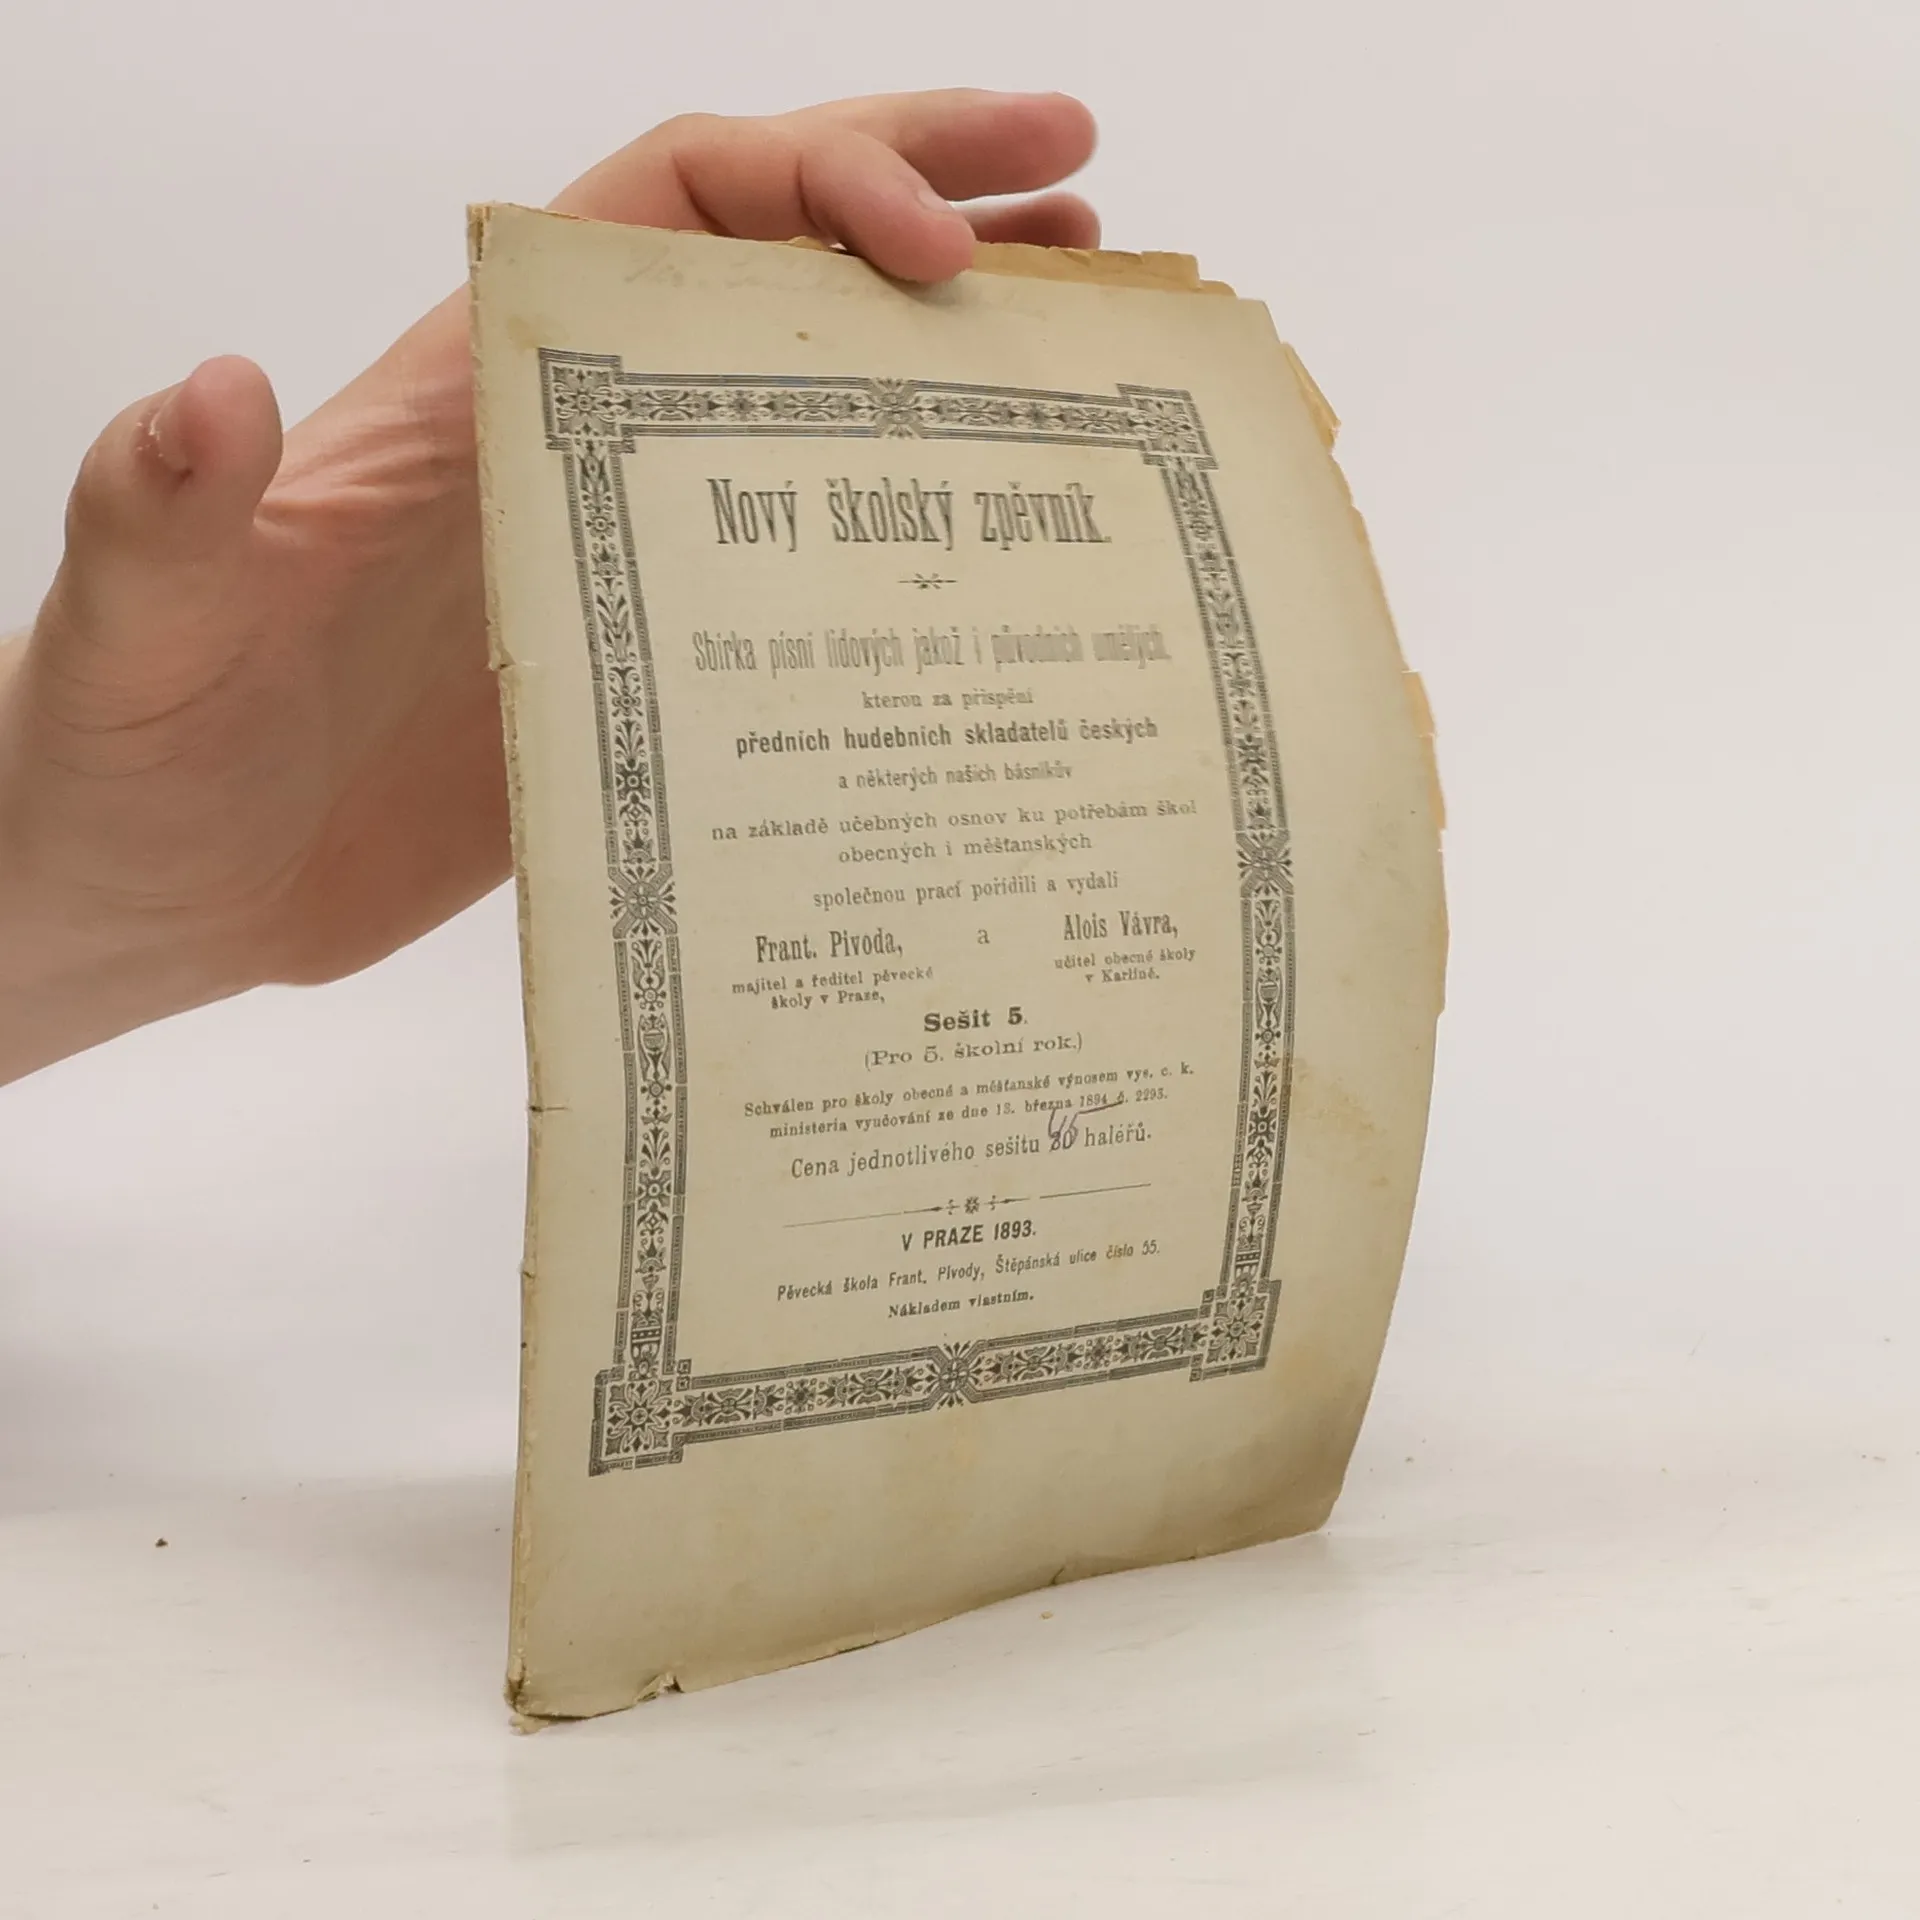 Nový školský zpěvník.
Sbírka písní lidových jakož i původních umělých,
kterou za přispění
předních hudebních skladatelů českých
a některých našich básníkův
na základě učebných osnov ku potřebám škol
obecných i měšťanských
společnou prací pořídili a vydali
Frant. Pivoda, a Alois Vávra,
majitel a ředitel pěvecké
školy v Praze,
učitel obecné školy
v Karlíně.
Sešit 5.
(Pro 5. školní rok.)
Schválen pro školy obecné a měšťanské výnosem vys. c. k.
ministeria vyučování ze dne 13. března 1894 č. 2293.
Cena jednotlivého sešitu haléřů.
V PRAZE 1893.
Pěvecká škola Frant. Pivody, Štěpánská ulice číslo 55.
Nákladem vlastním.